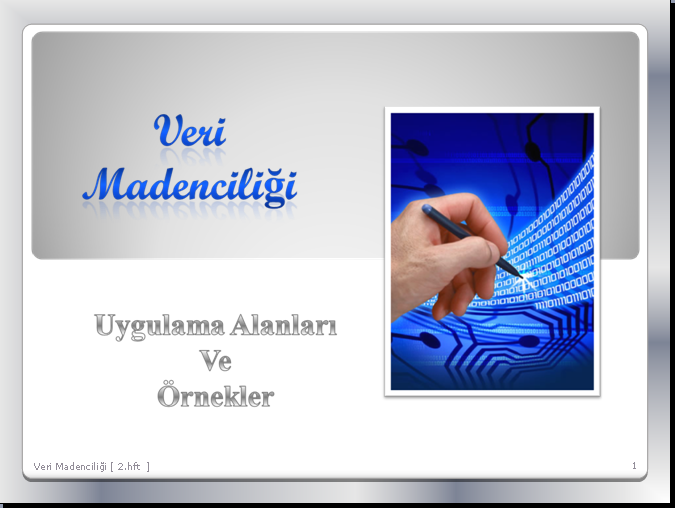 Veri
Madenciliği
Uygulama Alanları
Ve
Örnekler
Veri Madenciliği [ 2.hft ]
1